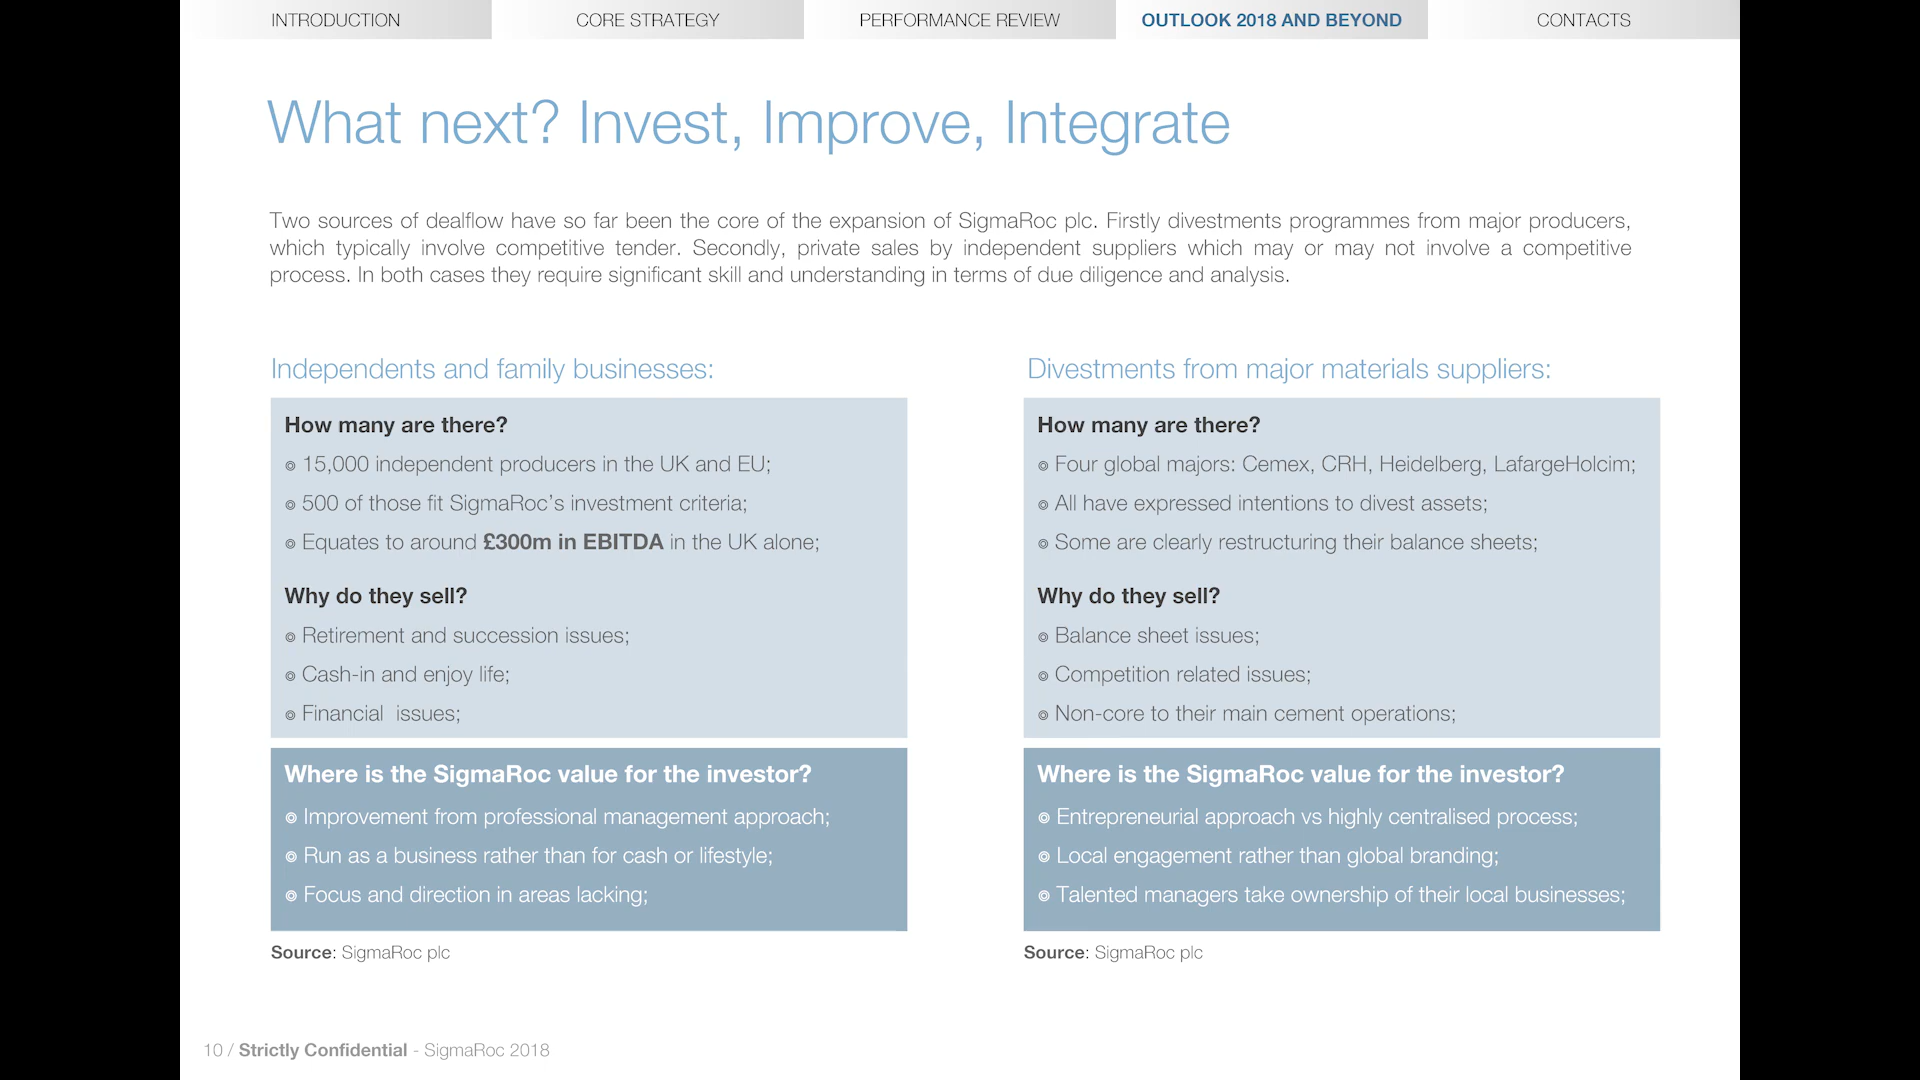 INTRODUCTION
CORE STRATEGY
PERFORMANCE REVIEW
OUTLOOK 2018 AND BEYOND
CONTACTS
What next? Invest, Improve, Integrate
Two sources of dealflow have so far been the core of the expansion of SigmaRoc plc. Firstly divestments programmes from major producers,
which typically involve competitive tender. Secondly, private sales by independent suppliers which may or may not involve a competitive
process. In both cases they require significant skill and understanding in terms of due diligence and analysis.
Independents and family businesses:
How many are there?
15,000 independent producers in the UK and EU;
500 of those fit SigmaRoc’s investment criteria;
Equates to around £300m in EBITDA in the UK alone;
Why do they sell?
Retirement and succession issues;
Cash-in and enjoy life;
Financial  issues;
Where is the SigmaRoc value for the investor?
Improvement from professional management approach;
Run as a business rather than for cash or lifestyle;
Focus and direction in areas lacking;
Source: SigmaRoc plc
Divestments from major materials suppliers:
How many are there?
Four global majors: Cemex, CRH, Heidelberg, LafargeHolcim;
All have expressed intentions to divest assets;
Some are clearly restructuring their balance sheets;
Why do they sell?
Balance sheet issues;
Competition related issues;
Non-core to their main cement operations;
Where is the SigmaRoc value for the investor?
Entrepreneurial approach vs highly centralised process;
Local engagement rather than global branding;
Talented managers take ownership of their local businesses;
Source: SigmaRoc plc
10 / Strictly Confidential - SigmaRoc 2018